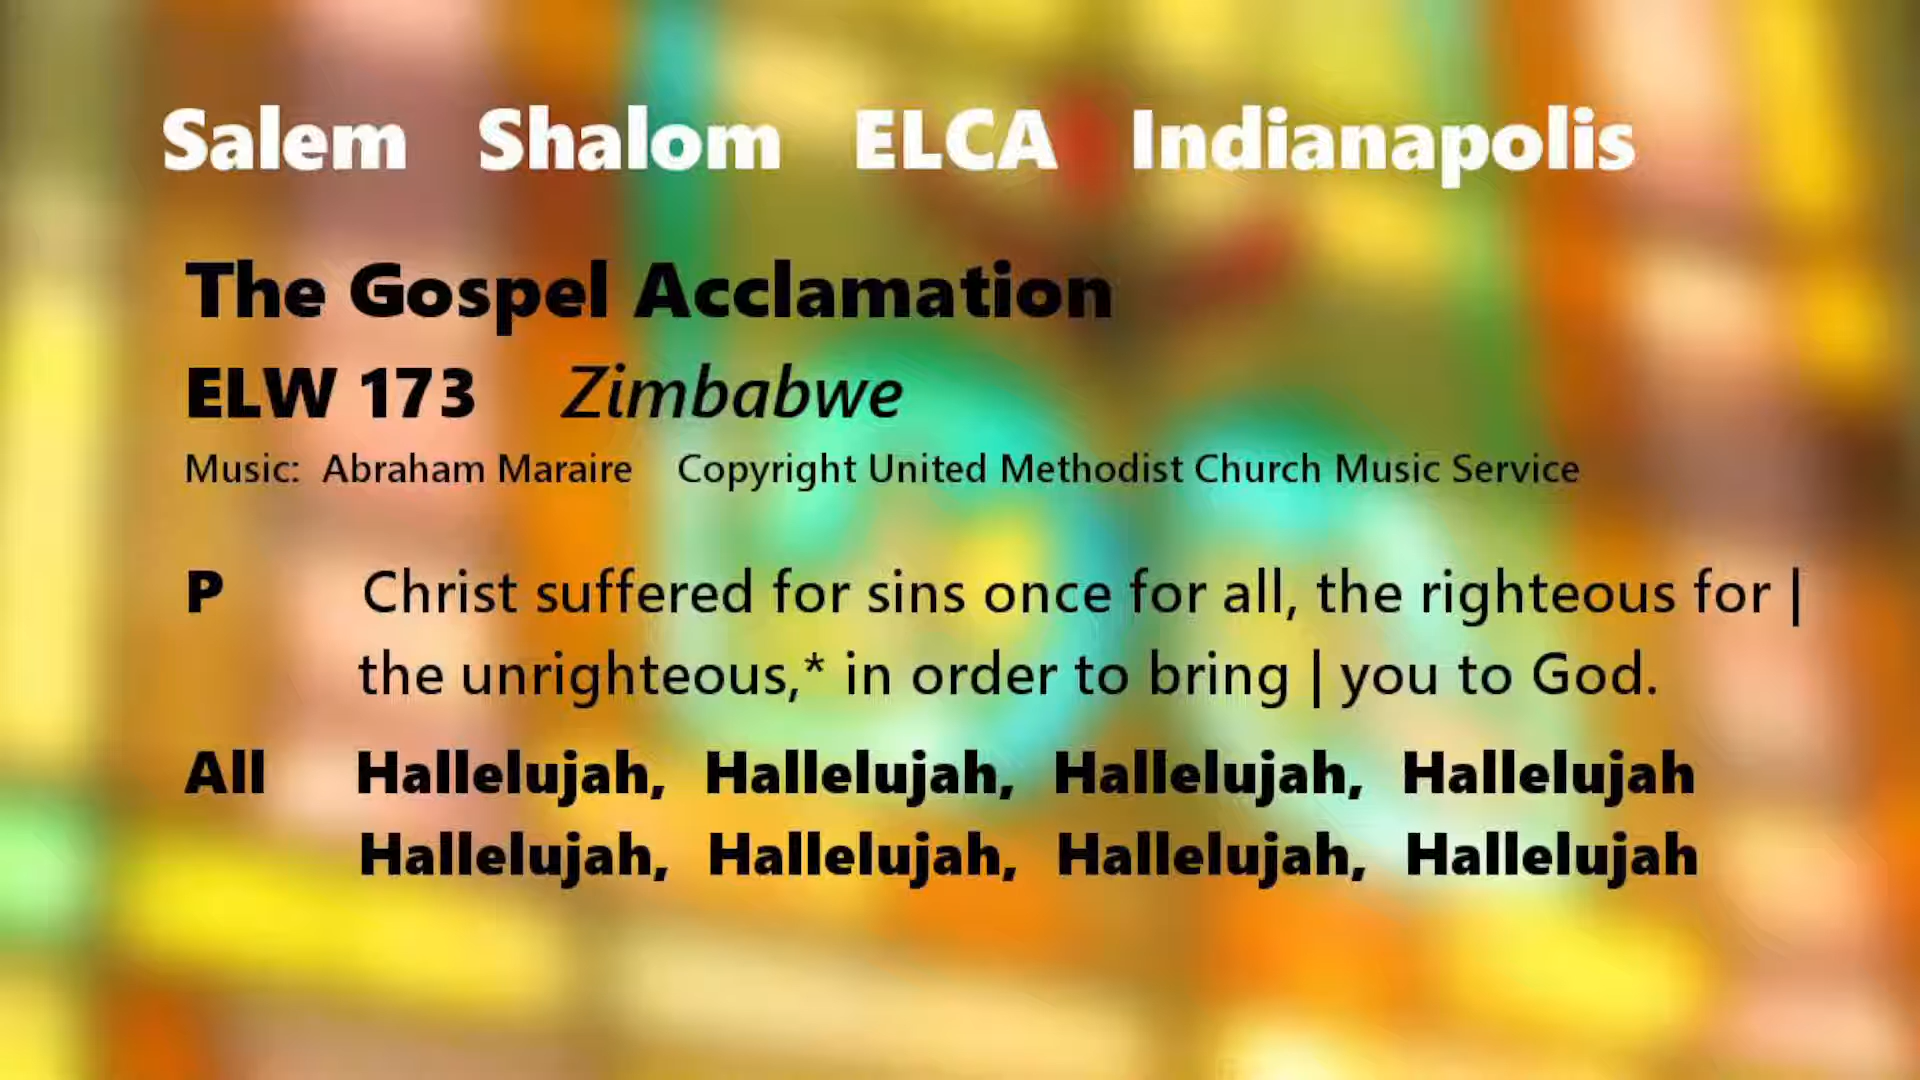 Salem Shalom ELCA Indianapolis
The Gospel Acclamation
ELW 173 Zimbabwe
Music: Abraham Maraire Copyright United Methodist Church Music Service
P Christ suffered for sins once for all, the righteous for |
the unrighteous,* in order to bring | you to God.
All Hallelujah, Hallelujah, Hallelujah, Hallelujah
Hallelujah, Hallelujah, Hallelujah, Hallelujah